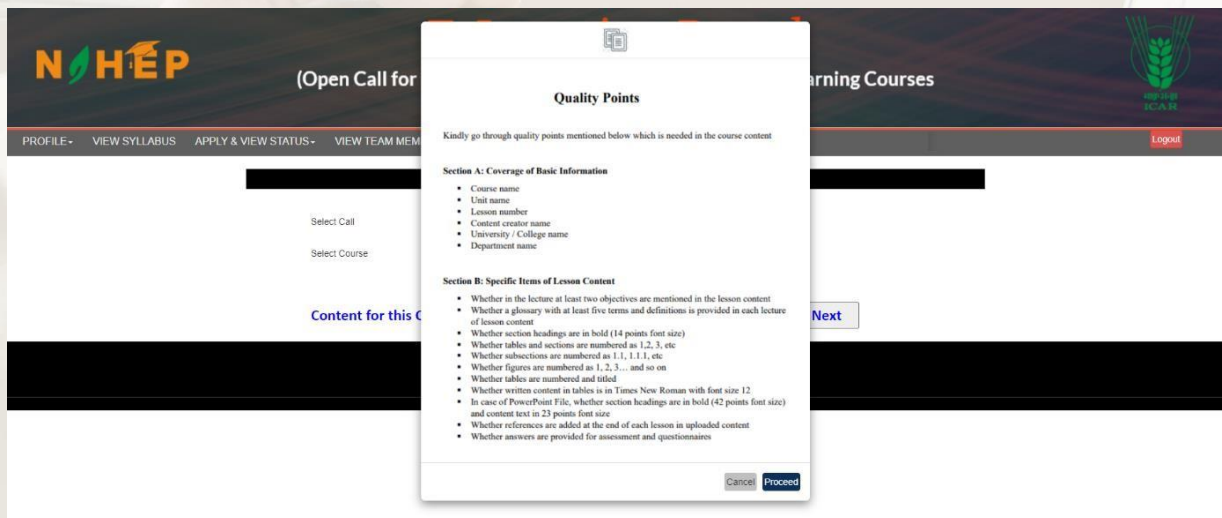 NAHEP
(Open Call for
arning Courses
ICAR
PROFILE VIEW SYLLABUS APPLY & VIEW STATUS VIEW TEAM MEM
Logout
Select Call
Select Course
Content for this
Next
Quality Points
Kindly go through quality points mentioned below which is needed in the course content
Section A: Coverage of Basic Information
• Course name
• Unit name
• Lesson number
• Content creator name
• University / College name
• Department name
Section B: Specific Items of Lesson Content
• Whether in the lecture at least two objectives are mentioned in the lesson content
• Whether a glossary with at least five terms and definitions is provided in each lecture
of lesson content
• Whether section headings are in bold (14 points font size)
• Whether tables and sections are numbered as 1,2, 3, etc
• Whether subsections are numbered as 1.1, 1.1.1, etc
• Whether figures are numbered as 1, 2, 3… and so on
• Whether tables are numbered and titled
• Whether written content in tables is in Times New Roman with font size 12
• In case of PowerPoint File, whether section headings are in bold (42 points font size)
and content text in 23 points font size
• Whether references are added at the end of each lesson in uploaded content
• Whether answers are provided for assessment and questionnaires
Cancel Proceed